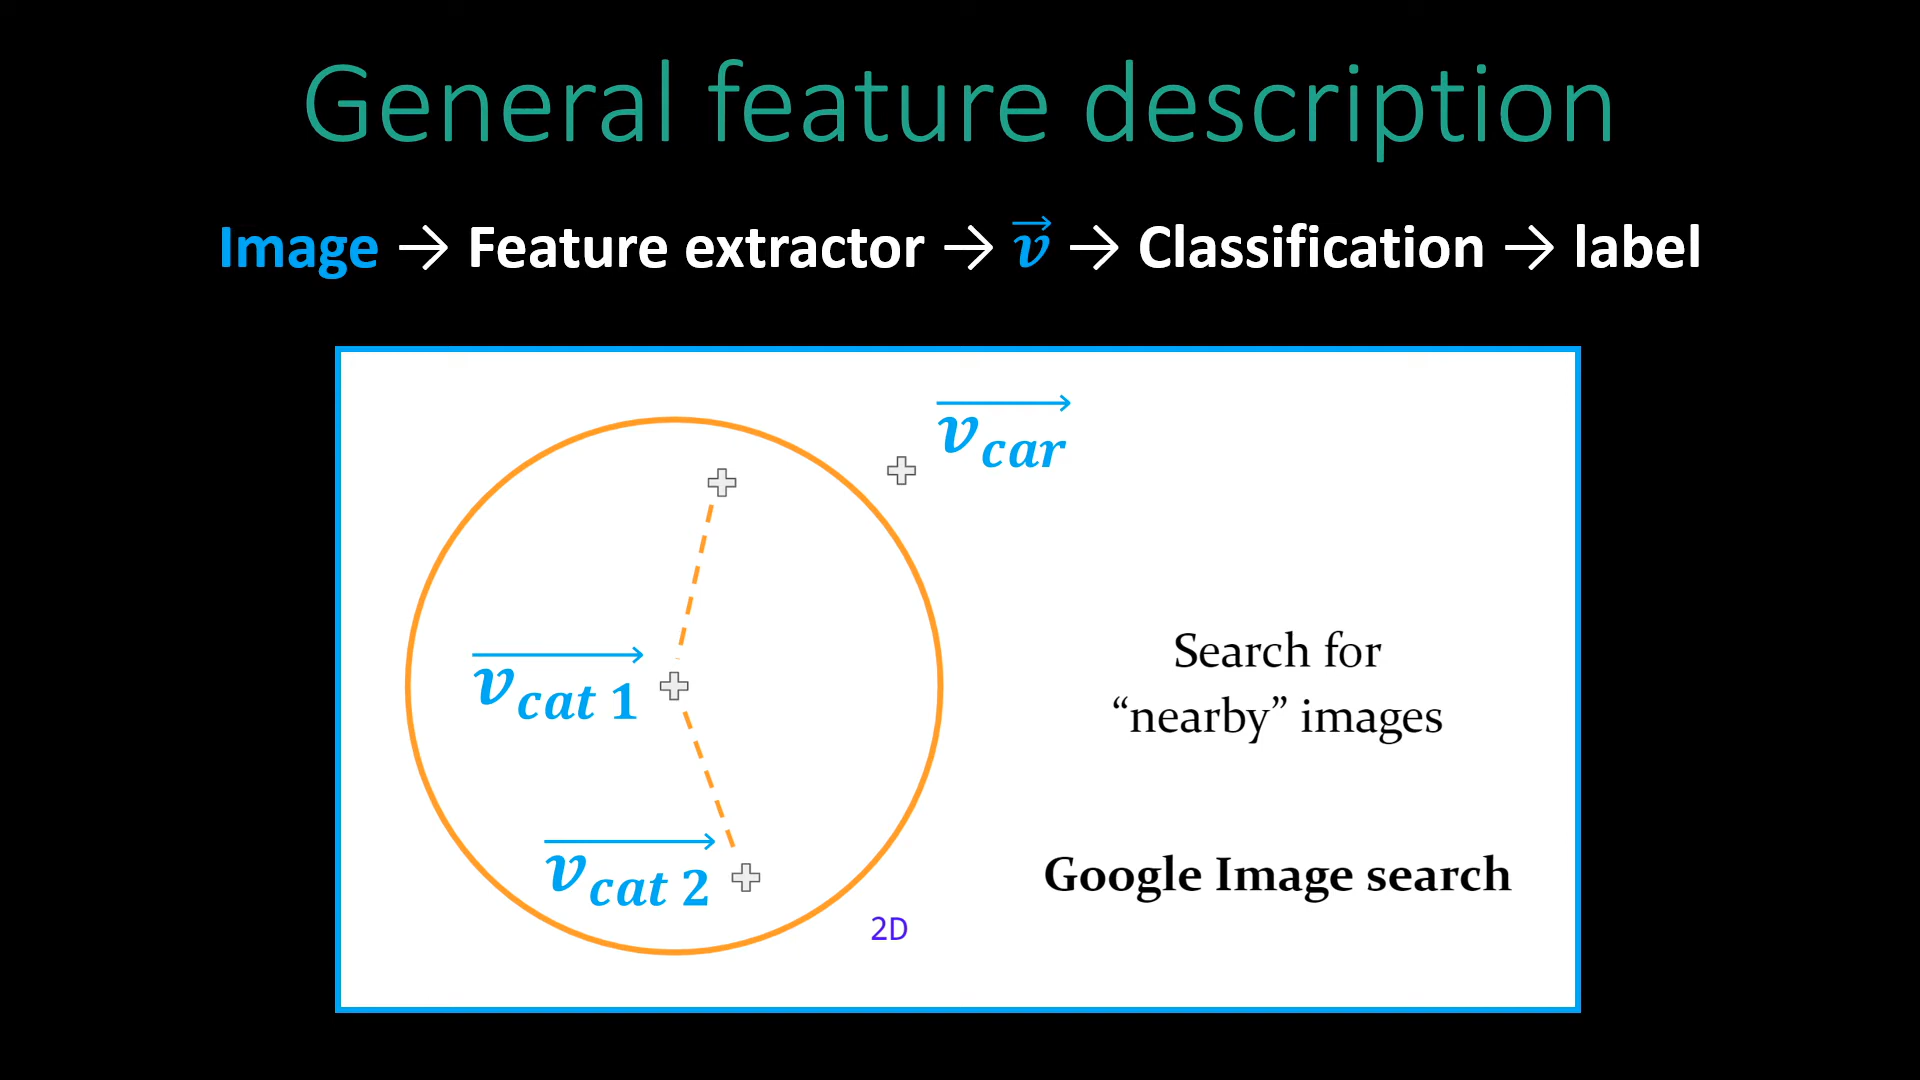 General feature description
Image → Feature extractor → v⃗ → Classification → label
v⃗ car
v⃗ cat 1
Search for
“nearby” images
v⃗ cat 2
Google Image search
2D